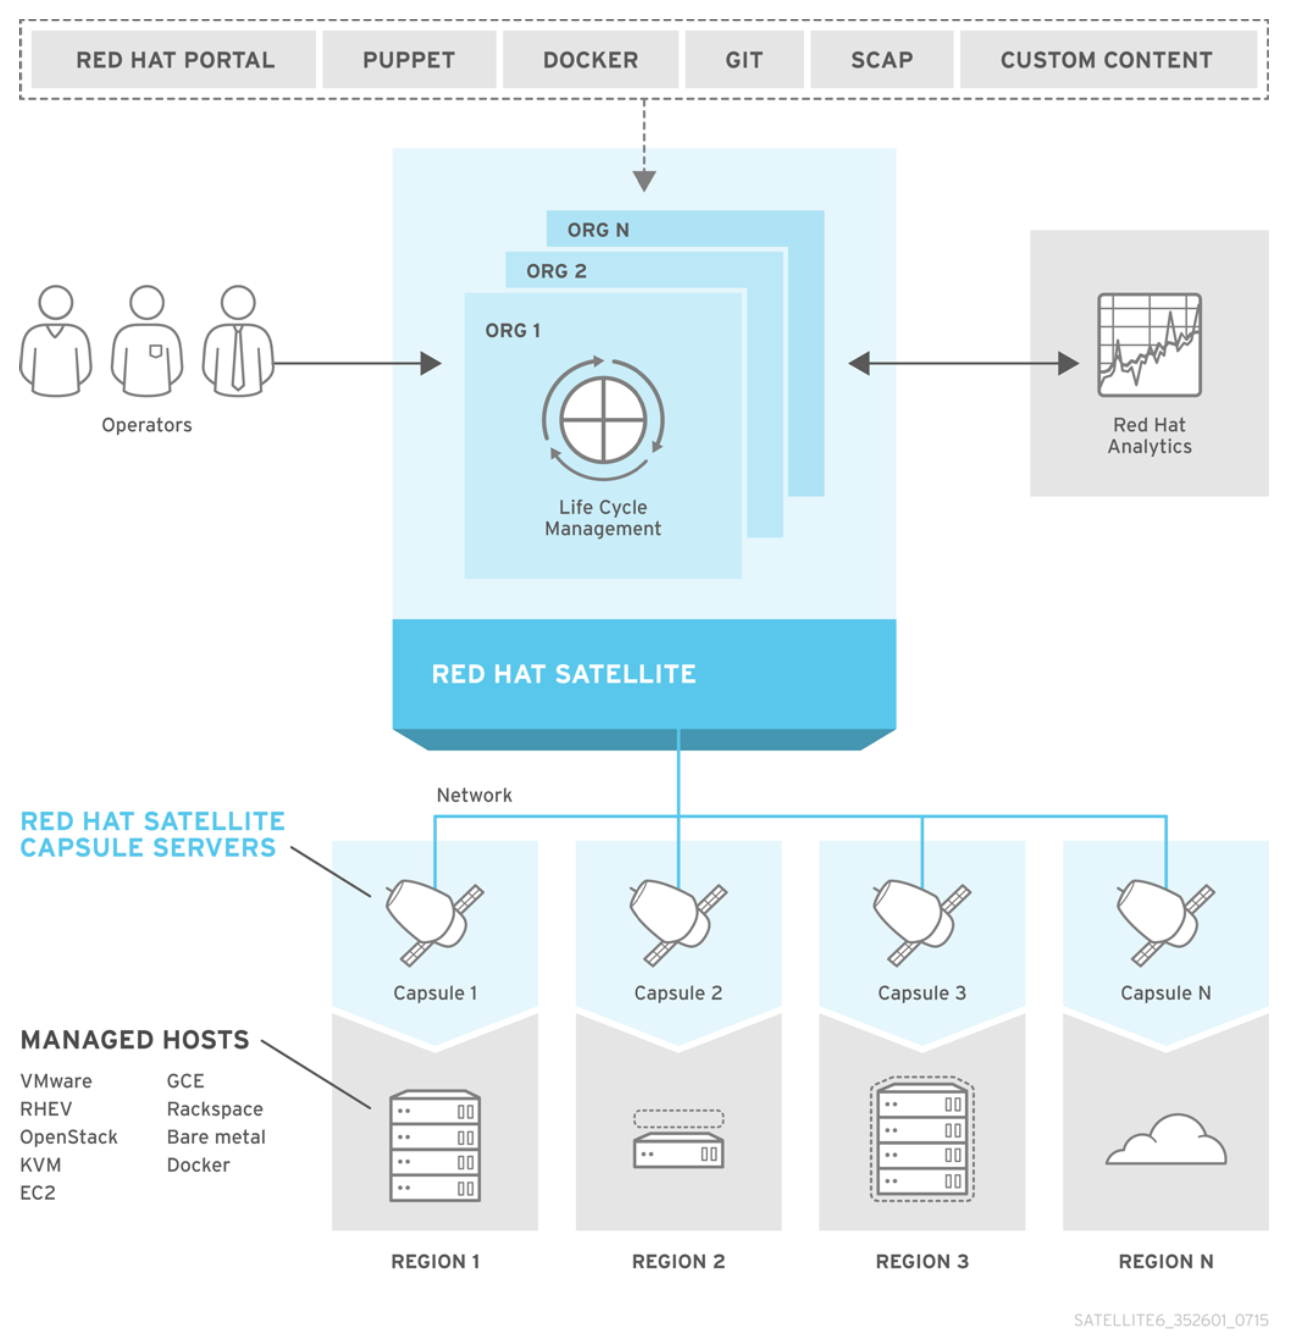 RED HAT PORTAL
PUPPET
DOCKER
GIT
SCAP
CUSTOM CONTENT
ORG N
ORG 2
ORG 1
Life Cycle
Management
Operators
Red Hat
Analytics
RED HAT SATELLITE
Network
RED HAT SATELLITE
CAPSULE SERVERS
Capsule 1
Capsule 2
Capsule 3
Capsule N
MANAGED HOSTS
VMware
RHEV
OpenStack
KVM
EC2
GCE
Rackspace
Bare metal
Docker
REGION 1
REGION 2
REGION 3
REGION N
SATELLITE6_352601_0715